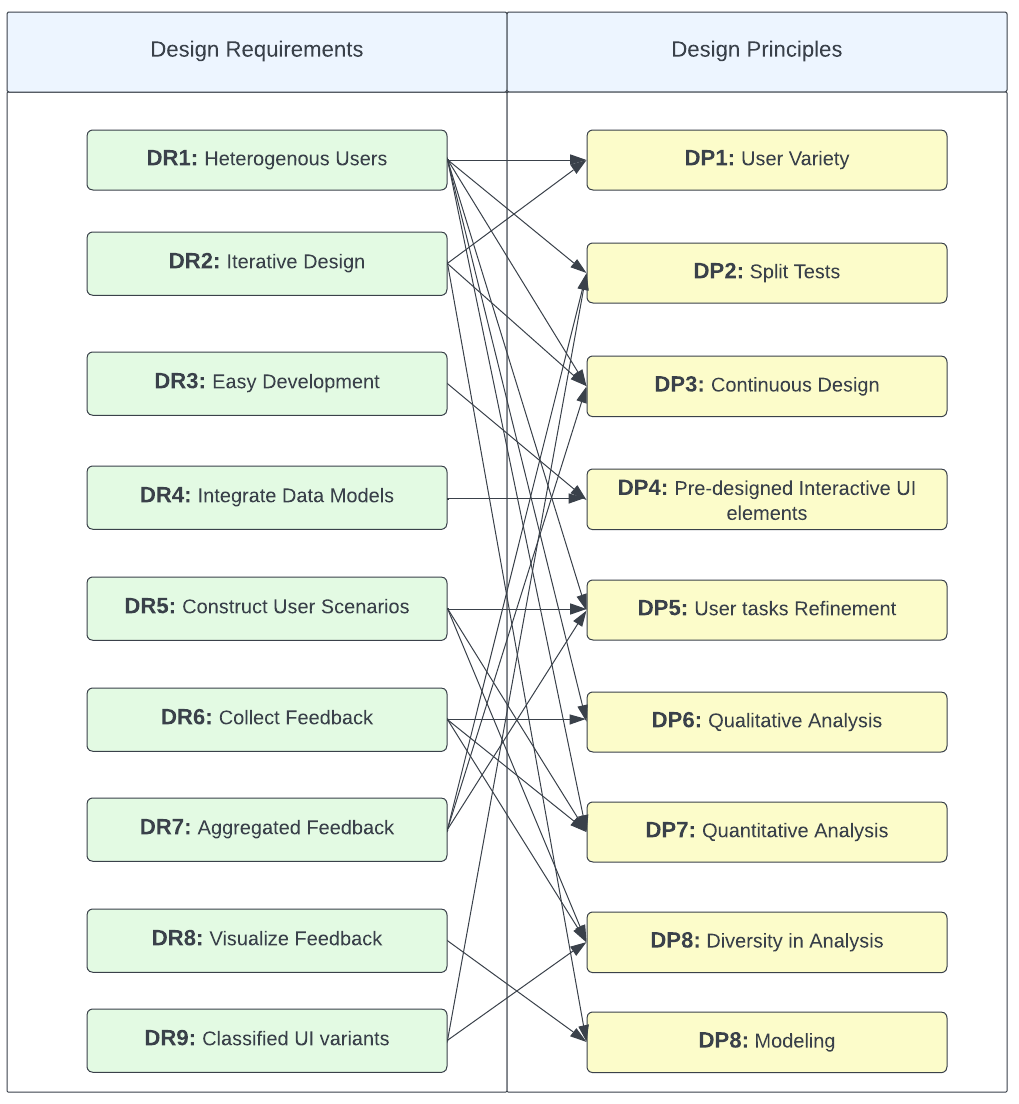 Design Requirements
Design Principles
DR1: Heterogenous Users
DP1: User Variety
DR2: Iterative Design
DP2: Split Tests
DR3: Easy Development
DP3: Continuous Design
DR4: Integrate Data Models
DP4: Pre-designed Interactive UI
elements
DR5: Construct User Scenarios
DP5: User tasks Refinement
DR6: Collect Feedback
DP6: Qualitative Analysis
DR7: Aggregated Feedback
DP7: Quantitative Analysis
DR8: Visualize Feedback
DP8: Diversity in Analysis
DR9: Classified UI variants
DP8: Modeling